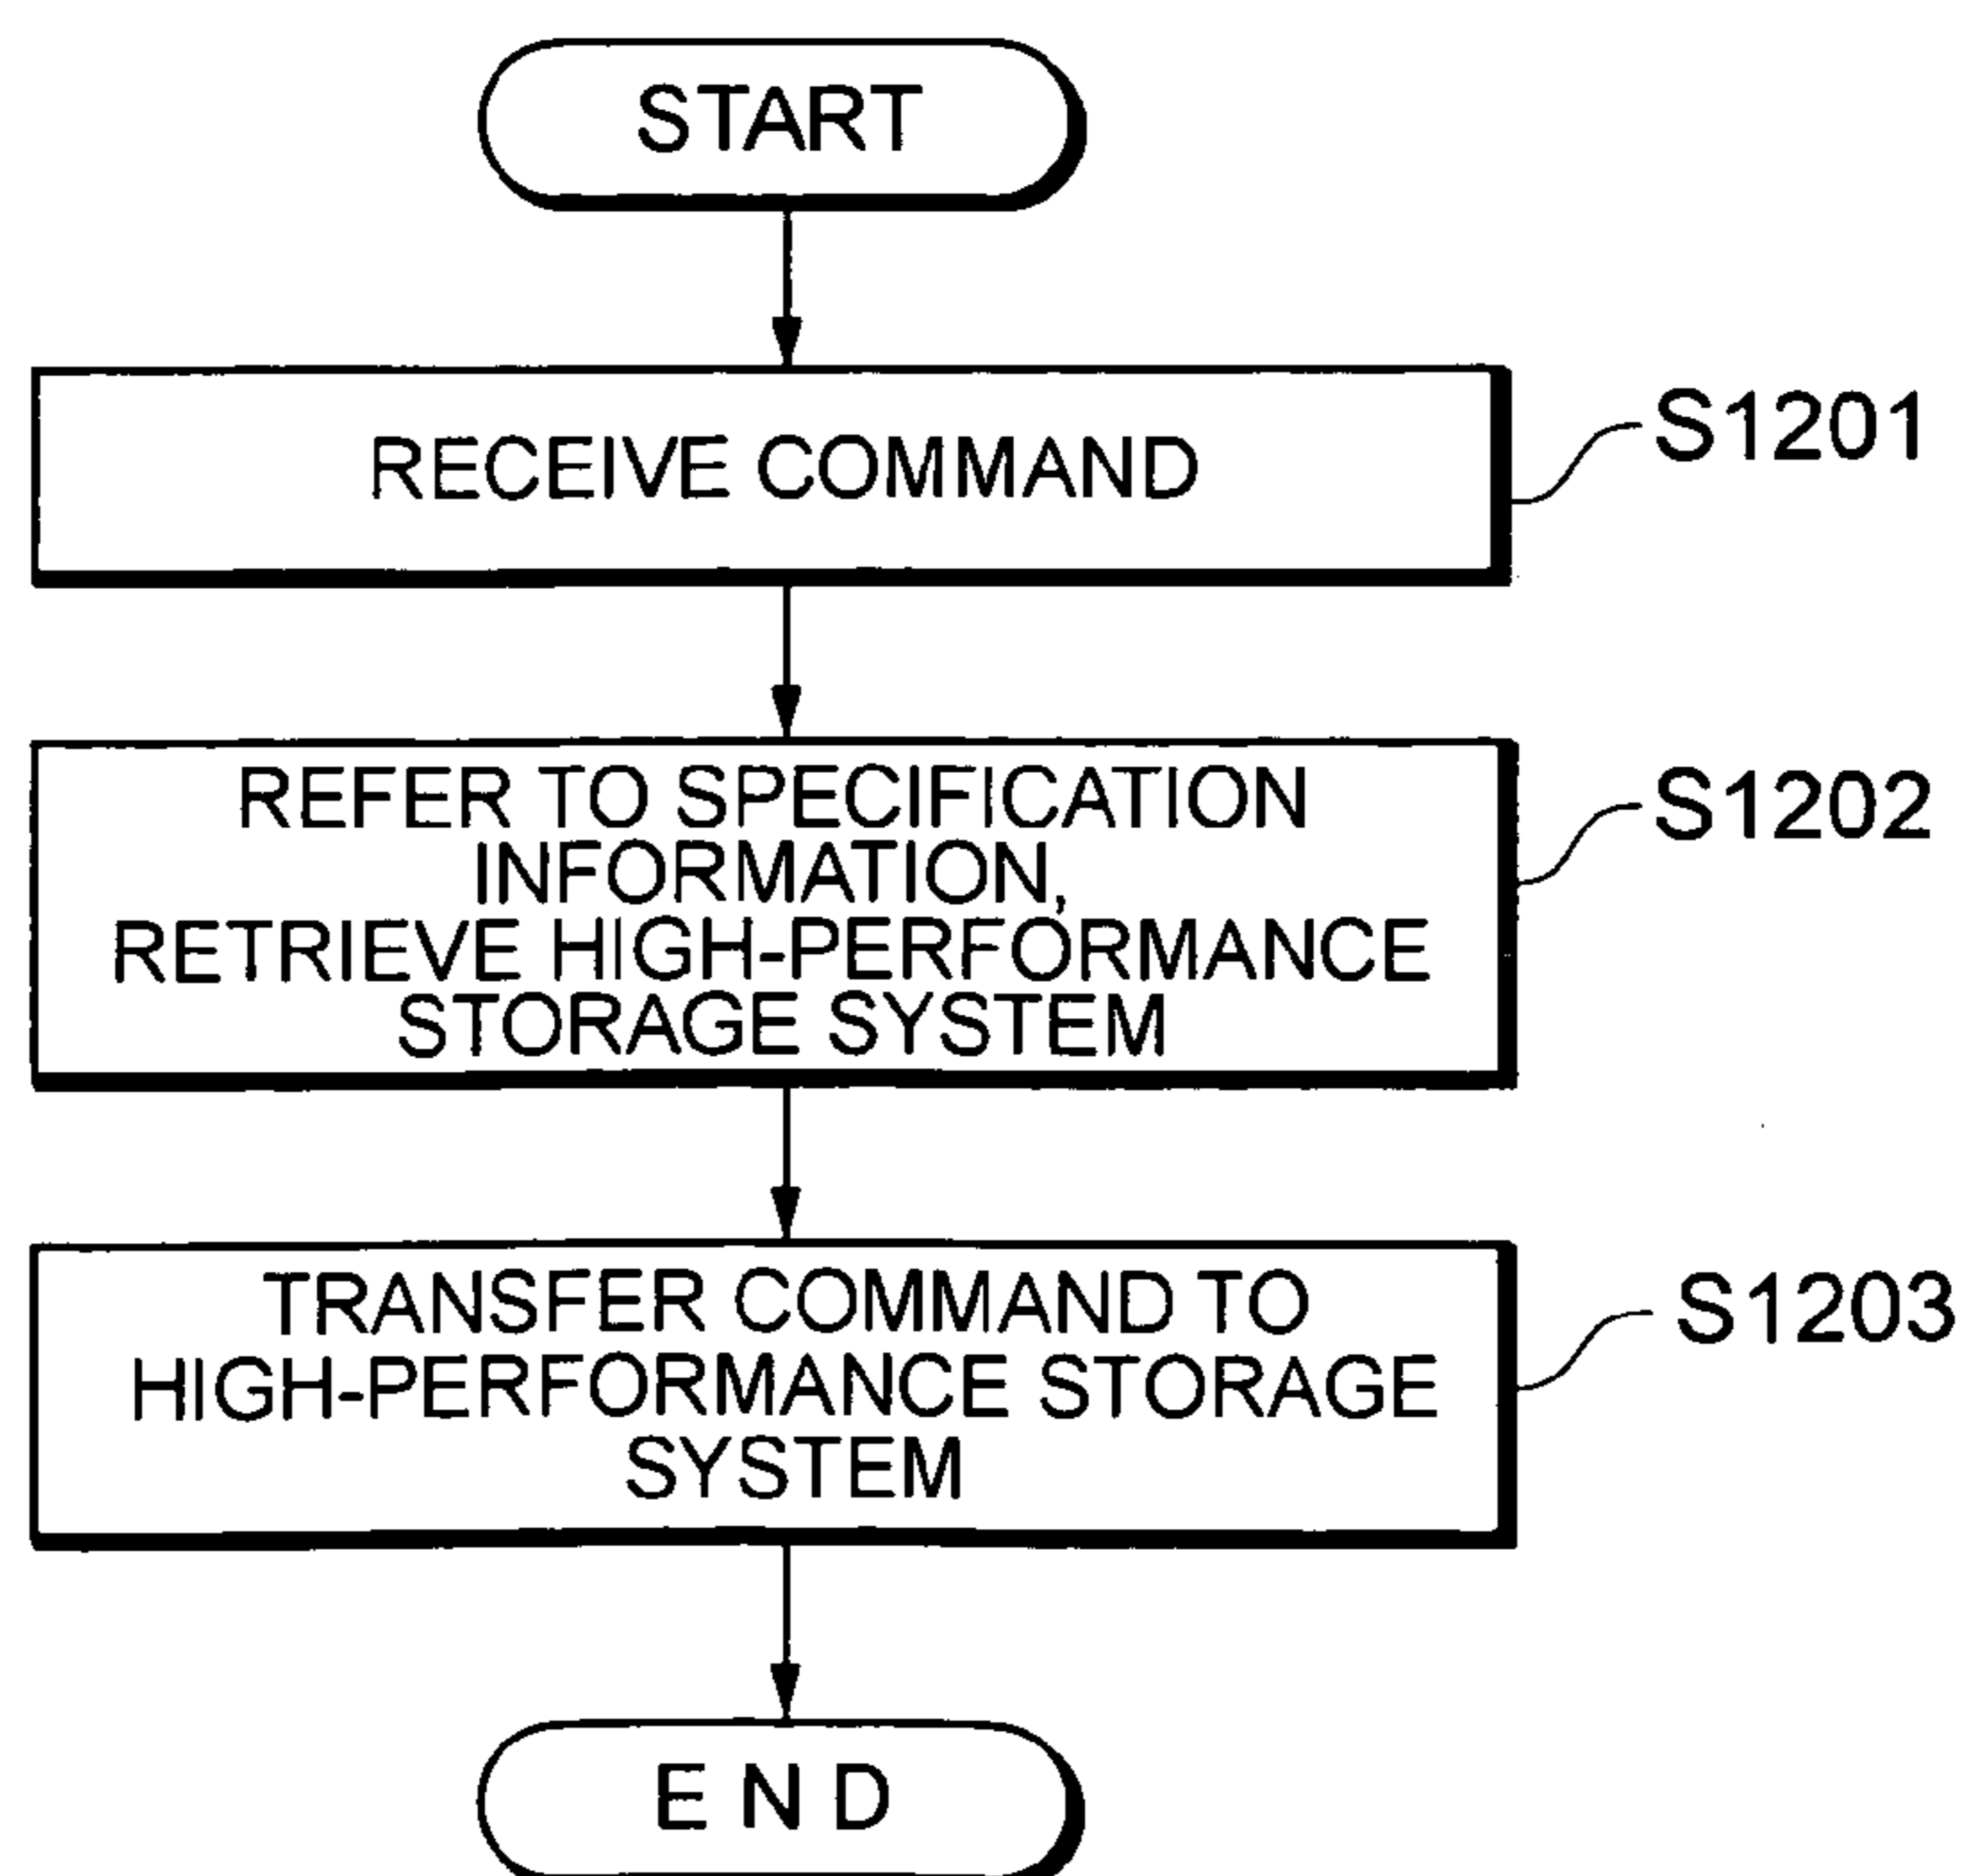 START
RECEIVE COMMAND
S1201
REFER TO SPECIFICATION
INFORMATION,
RETRIEVE HIGH-PERFORMANCE
STORAGE SYSTEM
S1202
TRANSFER COMMAND TO
HIGH-PERFORMANCE STORAGE
SYSTEM
S1203
END